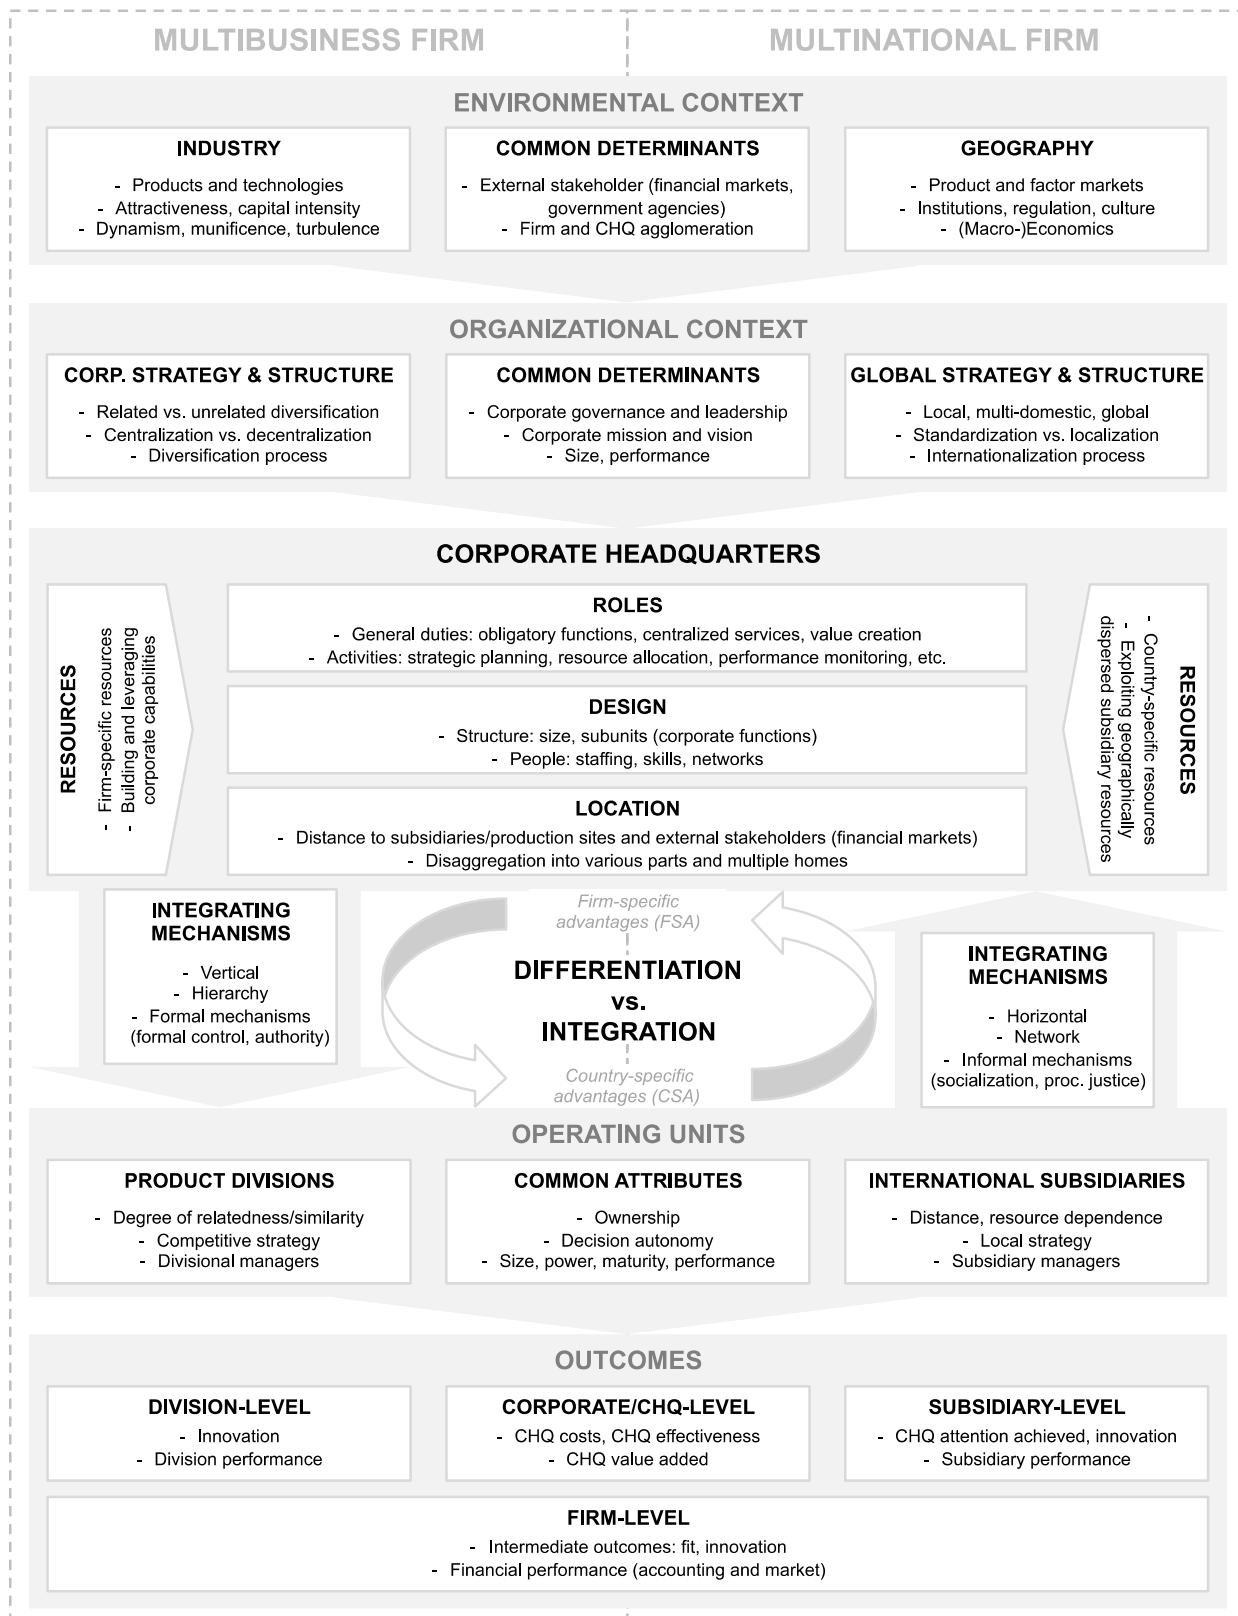 MULTIBUSINESS FIRM
MULTINATIONAL FIRM
ENVIRONMENTAL CONTEXT
INDUSTRY
- Products and technologies
- Attractiveness, capital intensity
- Dynamism, munificence, turbulence
COMMON DETERMINANTS
- External stakeholder (financial markets,
government agencies)
- Firm and CHQ agglomeration
GEOGRAPHY
- Product and factor markets
- Institutions, regulation, culture
- (Macro-)Economics
ORGANIZATIONAL CONTEXT
CORP. STRATEGY & STRUCTURE
- Related vs. unrelated diversification
- Centralization vs. decentralization
- Diversification process
COMMON DETERMINANTS
- Corporate governance and leadership
- Corporate mission and vision
- Size, performance
GLOBAL STRATEGY & STRUCTURE
- Local, multi-domestic, global
- Standardization vs. localization
- Internationalization process
CORPORATE HEADQUARTERS
RESOURCES
- Firm-specific resources
- Building and leveraging
corporate capabilities
ROLES
- General duties: obligatory functions, centralized services, value creation
- Activities: strategic planning, resource allocation, performance monitoring, etc.
DESIGN
- Structure: size, subunits (corporate functions)
- People: staffing, skills, networks
LOCATION
- Distance to subsidiaries/production sites and external stakeholders (financial markets)
- Disaggregation into various parts and multiple homes
RESOURCES
- Country-specific resources
- Exploiting geographically
dispersed subsidiary resources
INTEGRATING
MECHANISMS
- Vertical
- Hierarchy
- Formal mechanisms
(formal control, authority)
Firm-specific
advantages (FSA)
DIFFERENTIATION
vs.
INTEGRATION
Country-specific
advantages (CSA)
INTEGRATING
MECHANISMS
- Horizontal
- Network
- Informal mechanisms
(socialization, proc. justice)
OPERATING UNITS
PRODUCT DIVISIONS
- Degree of relatedness/similarity
- Competitive strategy
- Divisional managers
COMMON ATTRIBUTES
- Ownership
- Decision autonomy
- Size, power, maturity, performance
INTERNATIONAL SUBSIDIARIES
- Distance, resource dependence
- Local strategy
- Subsidiary managers
OUTCOMES
DIVISION-LEVEL
- Innovation
- Division performance
CORPORATE/CHQ-LEVEL
- CHQ costs, CHQ effectiveness
- CHQ value added
SUBSIDIARY-LEVEL
- CHQ attention achieved, innovation
- Subsidiary performance
FIRM-LEVEL
- Intermediate outcomes: fit, innovation
- Financial performance (accounting and market)